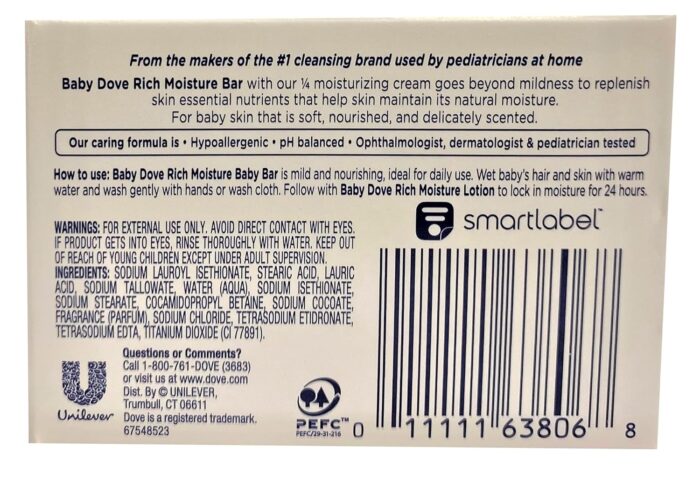 From the makers of the #1 cleansing brand used by pediatricians at home
Baby Dove Rich Moisture Bar with our ¼ moisturizing cream goes beyond mildness to replenish
skin essential nutrients that help skin maintain its natural moisture.
For baby skin that is soft, nourished, and delicately scented.
Our caring formula is • Hypoallergenic • pH balanced • Ophthalmologist, dermatologist & pediatrician tested
How to use: Baby Dove Rich Moisture Baby Bar is mild and nourishing, ideal for daily use. Wet baby's hair and skin with warm
water and wash gently with hands or wash cloth. Follow with Baby Dove Rich Moisture Lotion to lock in moisture for 24 hours.
smartlabel™
WARNINGS: FOR EXTERNAL USE ONLY. AVOID DIRECT CONTACT WITH EYES.
IF PRODUCT GETS INTO EYES, RINSE THOROUGHLY WITH WATER. KEEP OUT
OF REACH OF YOUNG CHILDREN EXCEPT UNDER ADULT SUPERVISION.
INGREDIENTS: SODIUM LAUROYL ISETHIONATE, STEARIC ACID, LAURIC
ACID, SODIUM TALLOWATE, WATER (AQUA), SODIUM ISETHIONATE,
SODIUM STEARATE, COCAMIDOPROPYL BETAINE, SODIUM COCOATE,
FRAGRANCE (PARFUM), SODIUM CHLORIDE, TETRASODIUM ETIDRONATE,
TETRASODIUM EDTA, TITANIUM DIOXIDE (CI 77891).
Unilever
Questions or Comments?
Call 1-800-761-DOVE (3683)
or visit us at www.dove.com
Dist. By © UNILEVER,
Trumbull, CT 06611
Dove is a registered trademark.
67548523
PEFC™
PEFC/29-31-216
0 11111 63806 8